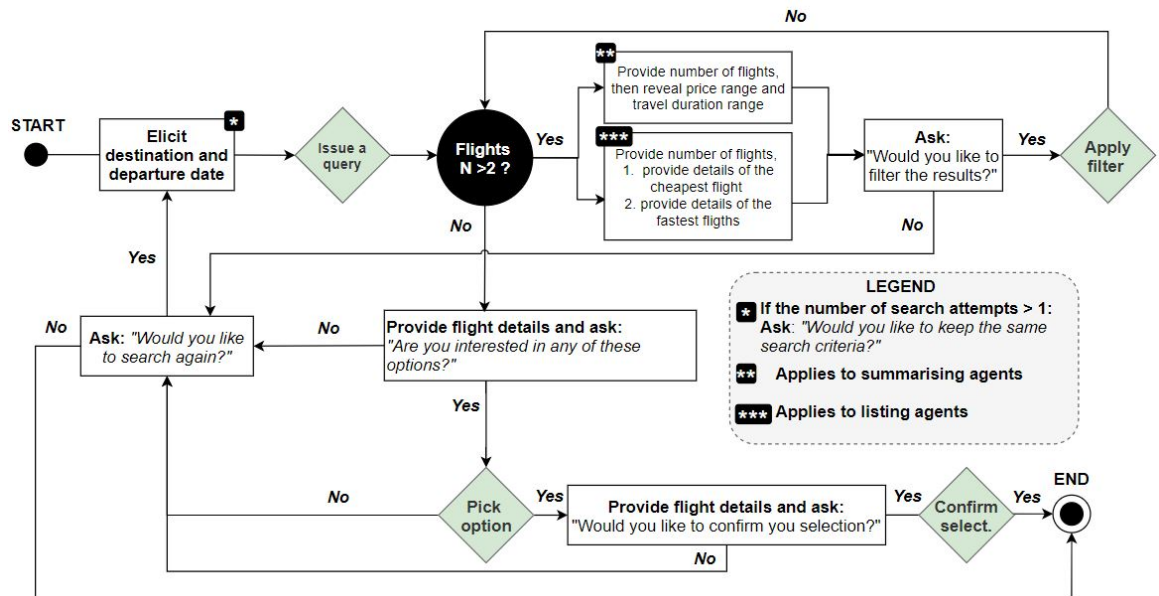 No
**
Provide number of flights,
then reveal price range and
travel duration range
START
Elicit
destination and
departure date
*
Issue a
query
Flights
N >2 ?
Yes
***
Provide number of flights,
1. provide details of the
cheapest flight
2. provide details of the
fastest fligths
Ask:
"Would you like to
filter the results?"
Yes
Apply
filter
Yes
No
No
LEGEND
* If the number of search attempts > 1:
Ask: "Would you like to keep the same
search criteria?"
** Applies to summarising agents
*** Applies to listing agents
No
Ask: "Would you like
to search again?"
No
Provide flight details and ask:
"Are you interested in any of these
options?"
Yes
No
Pick
option
Yes
Provide flight details and ask:
"Would you like to confirm you selection?"
Yes
Confirm
select.
Yes
END
No